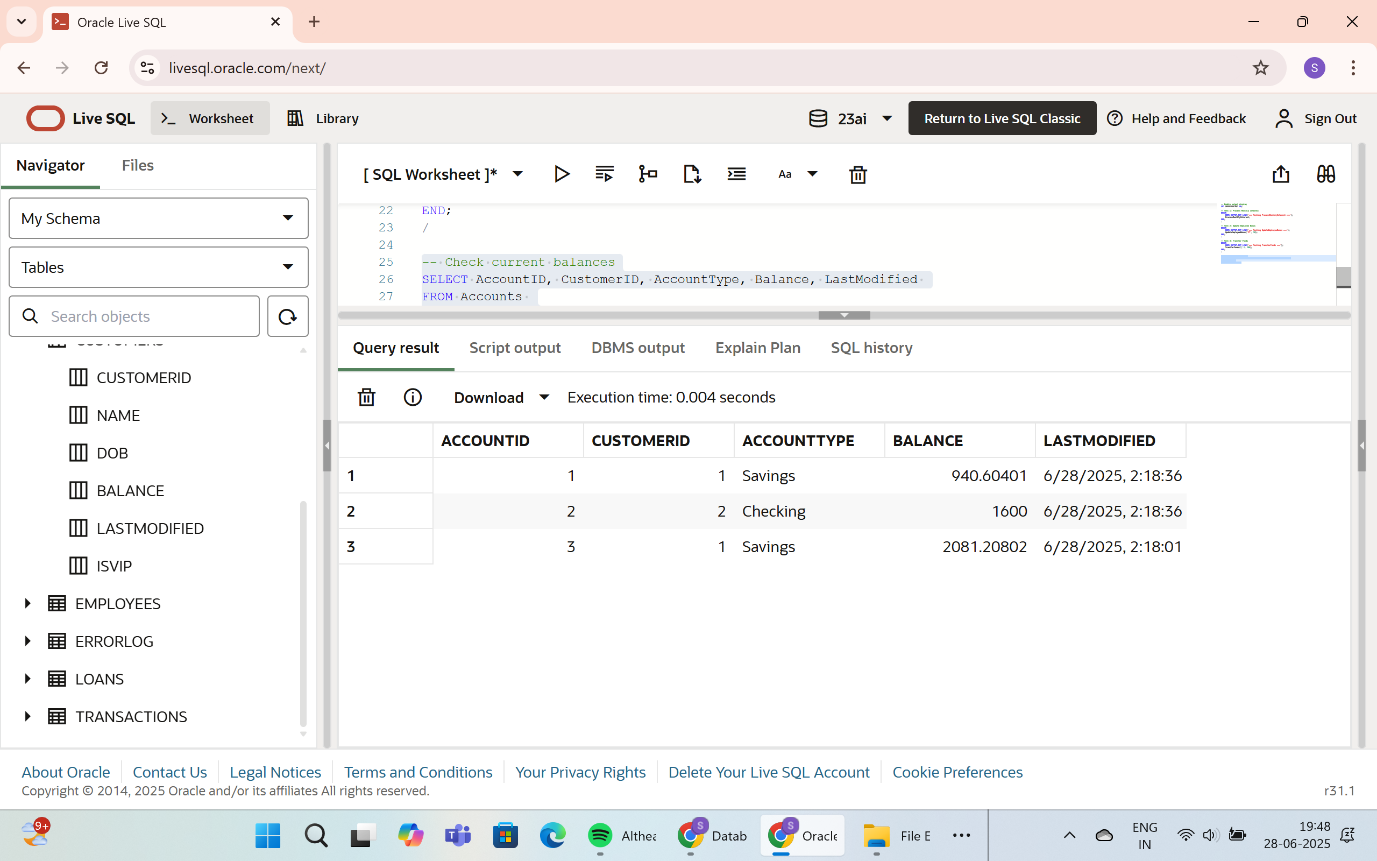 Oracle Live SQL
livesql.oracle.com/next/
S
Live SQL
Worksheet
Library
23ai
Return to Live SQL Classic
Help and Feedback
Sign Out
Navigator
Files
My Schema
Tables
Search objects
CUSTOMERID
NAME
DOB
BALANCE
LASTMODIFIED
ISVIP
EMPLOYEES
ERRORLOG
LOANS
TRANSACTIONS
[ SQL Worksheet ]*
Aa
22 END;
23 /
24
25 -- Check current balances
26 SELECT AccountID, CustomerID, AccountType, Balance, LastModified
27 FROM Accounts
Query result
Script output
DBMS output
Explain Plan
SQL history
Download
Execution time: 0.004 seconds
ACCOUNTID CUSTOMERID ACCOUNTTYPE BALANCE LASTMODIFIED
1 1 1 Savings 940.60401 6/28/2025, 2:18:36
2 2 2 Checking 1600 6/28/2025, 2:18:36
3 3 1 Savings 2081.20802 6/28/2025, 2:18:01
About Oracle Contact Us Legal Notices Terms and Conditions Your Privacy Rights Delete Your Live SQL Account Cookie Preferences
Copyright © 2014, 2025 Oracle and/or its affiliates All rights reserved.
r31.1
9+
Althea
S
Datab
S
Oracle
File E
ENG
IN
19:48
28-06-2025